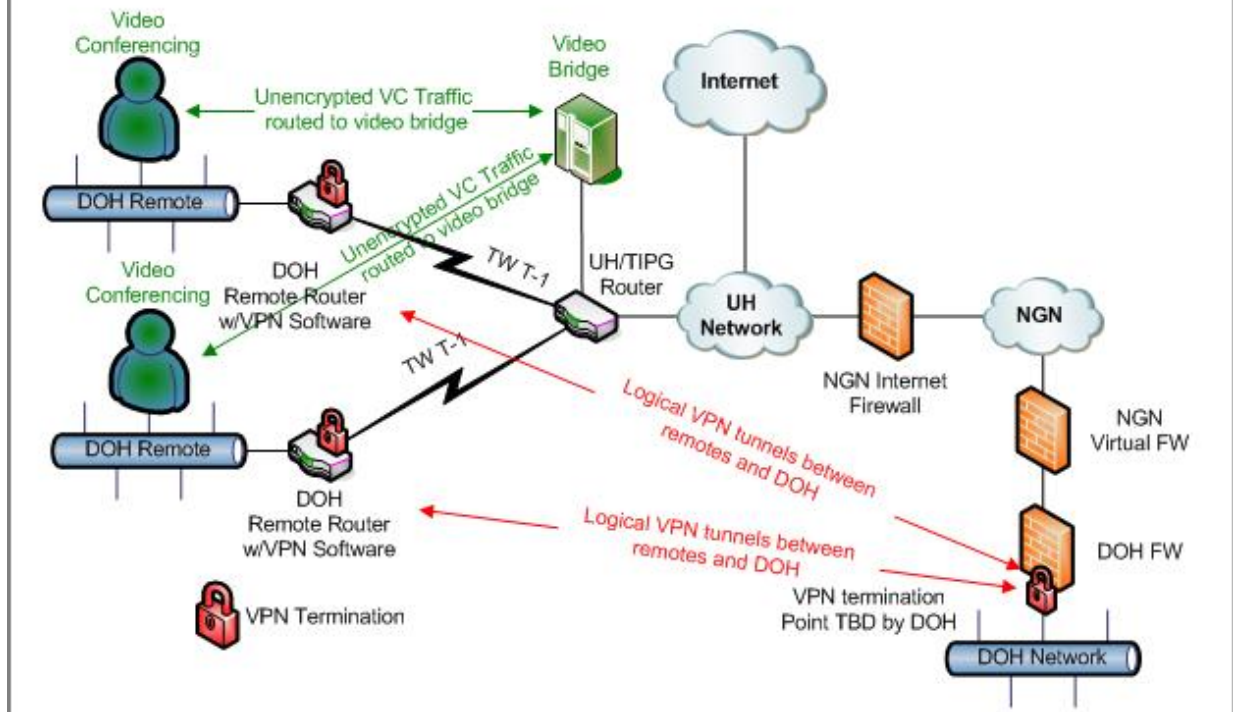 Video
Conferencing
Video
Bridge
Internet
Unencrypted VC Traffic
routed to video bridge
DOH Remote
Unencrypted VC Traffic
routed to video bridge
TW T-1
UH/TIPG
Router
UH
Network
NGN
DOH
Remote Router
w/VPN Software
Video
Conferencing
TW T-1
NGN Internet
Firewall
Logical VPN tunnels between
remotes and DOH
NGN
Virtual FW
DOH Remote
DOH
Remote Router
w/VPN Software
Logical VPN tunnels between
remotes and DOH
DOH FW
VPN termination
Point TBD by DOH
VPN Termination
DOH Network